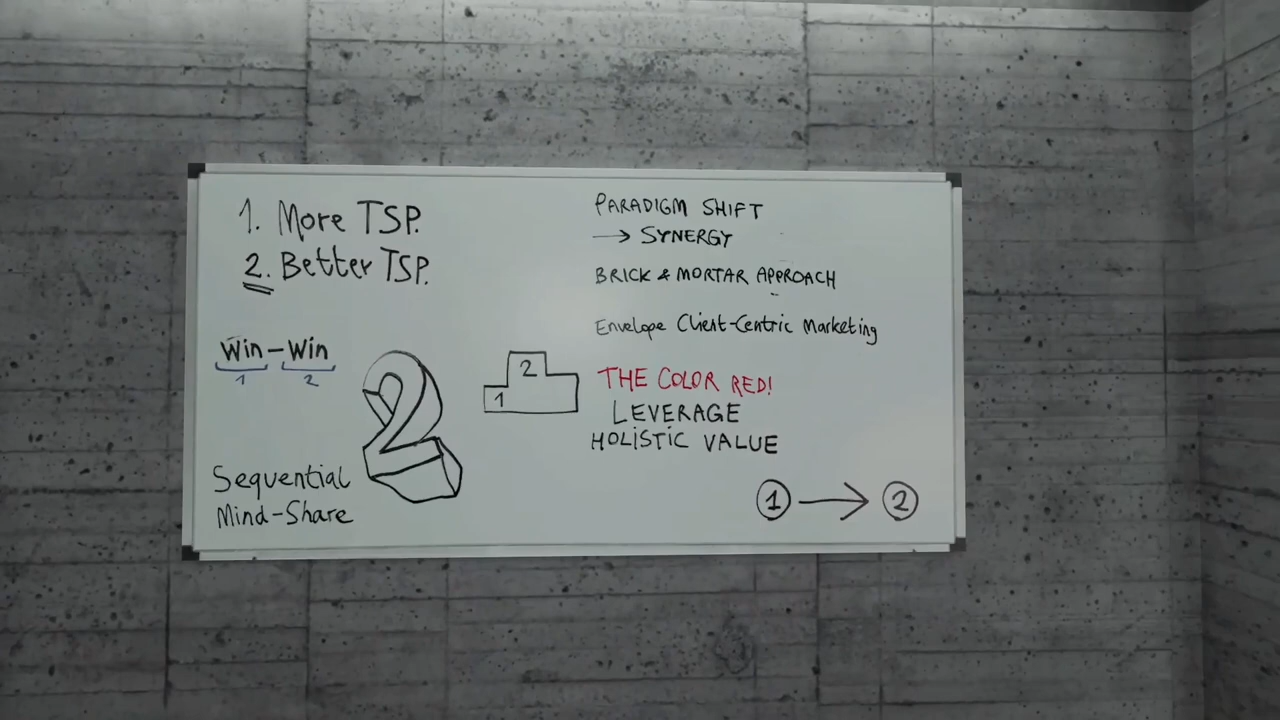 1. More TSP.
2. Better TSP.
Win-Win
1 2
2
Sequential
Mind-Share
2
1
PARADIGM SHIFT
→ SYNERGY
BRICK & MORTAR APPROACH
Envelope Client-Centric Marketing
THE COLOR RED!
LEVERAGE
HOLISTIC VALUE
1 → 2